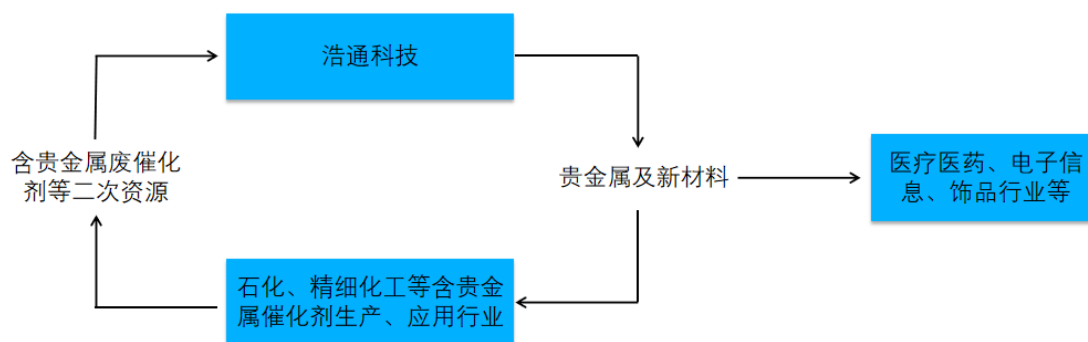 浩通科技
含贵金属废催化
剂等二次资源
贵金属及新材料
医疗医药、电子信
息、饰品行业等
石化、精细化工等含贵金
属催化剂生产、应用行业